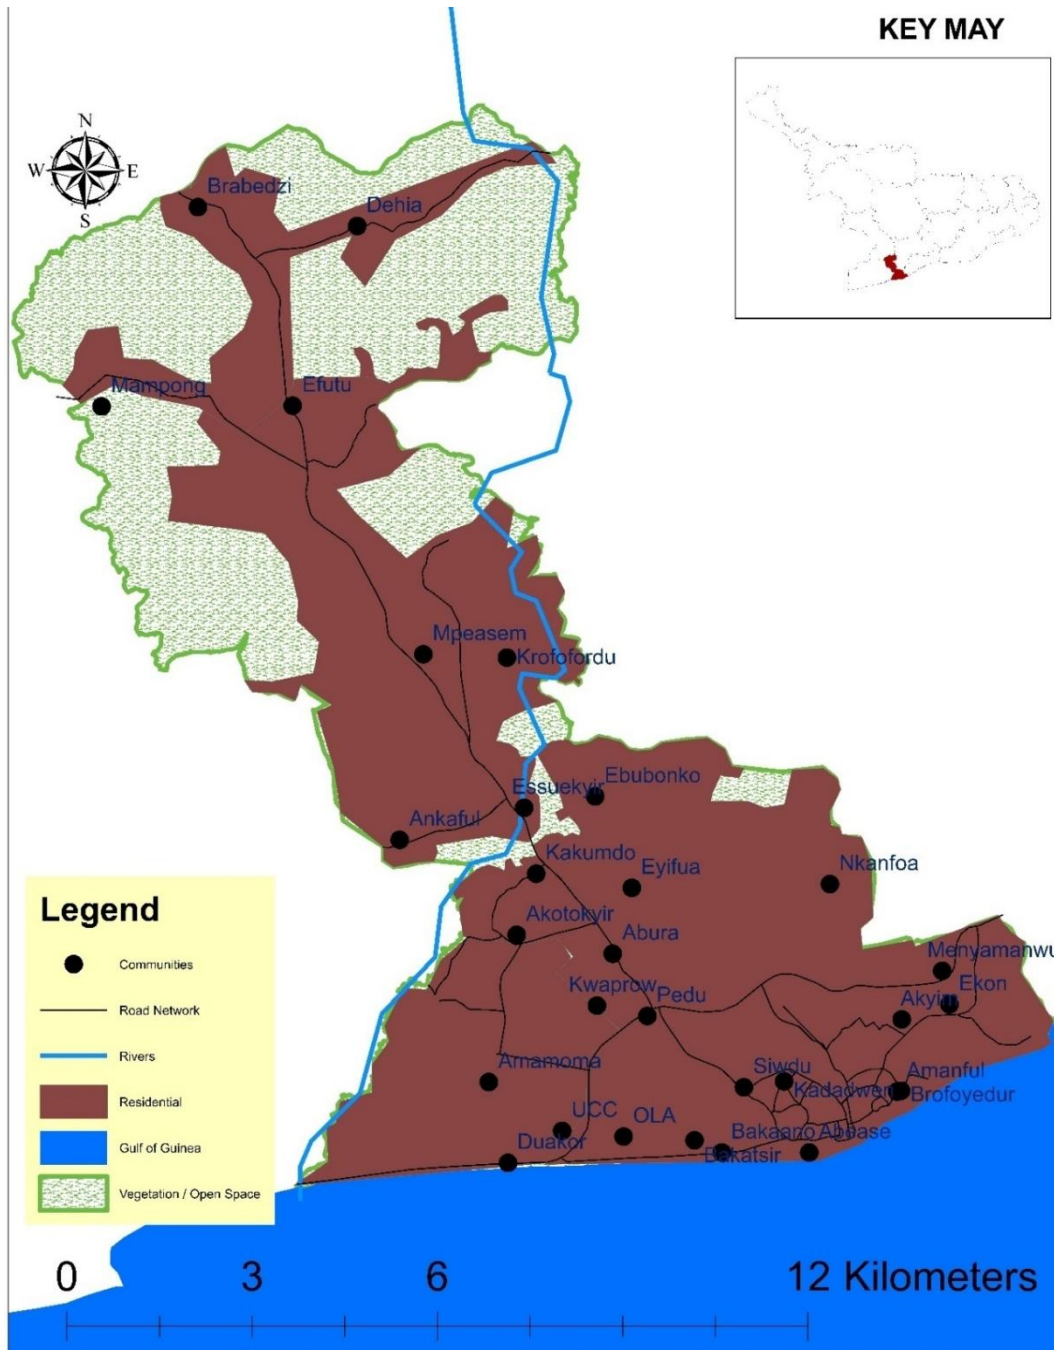 KEY MAY
N
W E
S
Brabedzi
Dehia
Mampong
Efutu
Mpeasem
Krofofordu
Essuekyir
Ebubonko
Ankaful
Kakumdo
Eyifua
Nkanfoa
Akotokyir
Abura
Menyamanwu
Kwaprow
Pedu
Ekon
Akyim
Amamoma
Siwdu
Kadadwen
Amanful
Brofoyedur
UCC
OLA
Duakor
Bakaano
Abease
Bakatsir
Legend
Communities
Road Network
Rivers
Residential
Gulf of Guinea
Vegetation / Open Space
0 3 6 12 Kilometers